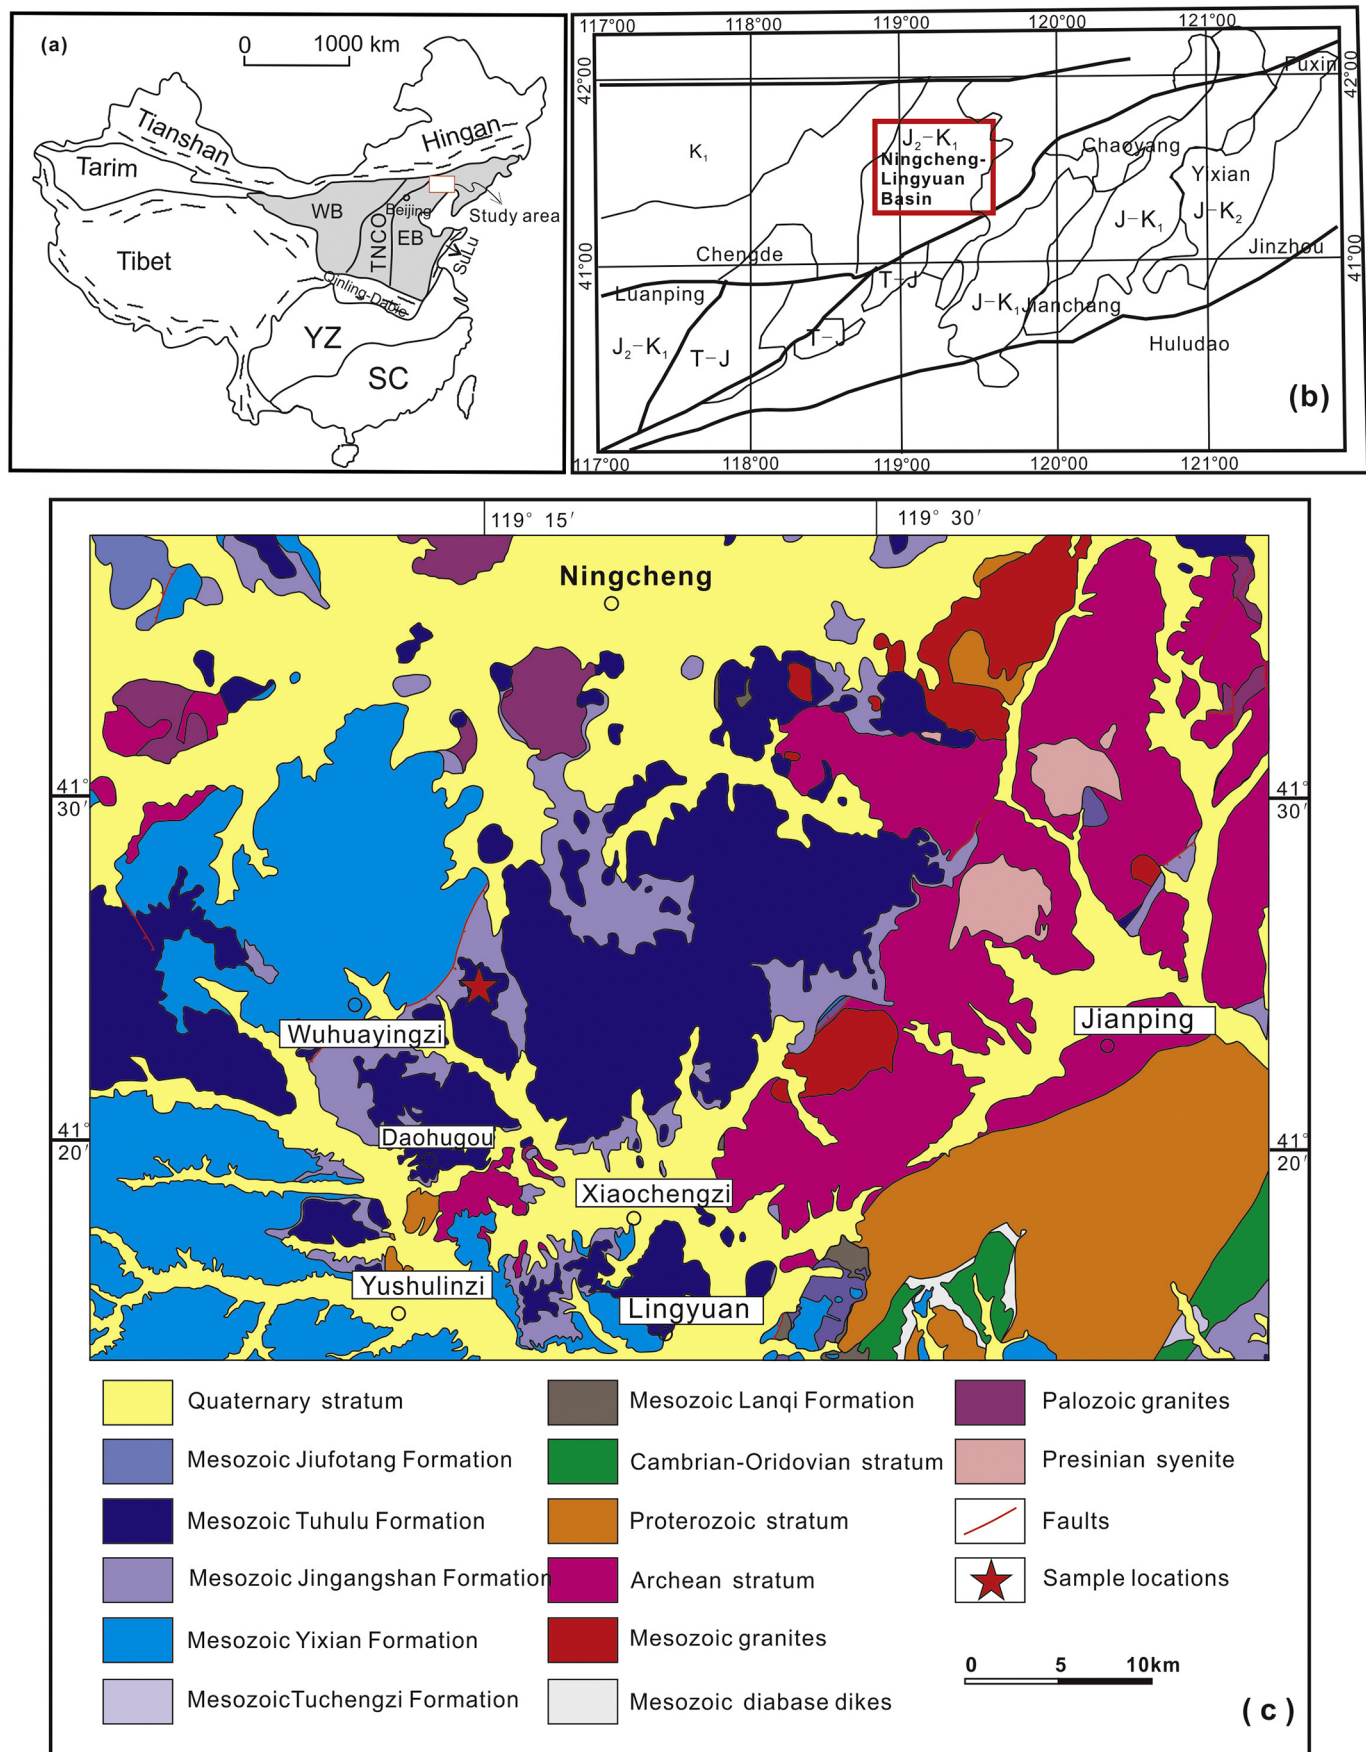 (a)
0 1000 km
Tianshan
Hingan
Tarim
WB
Beijing
Study area
TNCO
EB
SuLu
Tibet
Qinling-Dabie
YZ
SC
117°00 118°00 119°00 120°00 121°00
42°00
Fuxin
42°00
K₁
J₂–K₁
Ningcheng-
Lingyuan
Basin
Chaoyang
Yixian
J–K₁
J–K₂
Jinzhou
Chengde
41°00
41°00
Luanping
T–J
J–K₁
Jianchang
J₂–K₁
T–J
T–J
Huludao
(b)
117°00 118°00 119°00 120°00 121°00
119° 15′
119° 30′
Ningcheng
41°
30′
41°
30′
Wuhuayingzi
Jianping
41°
20′
41°
20′
Daohugou
Xiaochengzi
Yushulinzi
Lingyuan
Quaternary stratum
Mesozoic Jiufotang Formation
Mesozoic Tuhulu Formation
Mesozoic Jingangshan Formation
Mesozoic Yixian Formation
MesozoicTuchengzi Formation
Mesozoic Lanqi Formation
Cambrian-Oridovian stratum
Proterozoic stratum
Archean stratum
Mesozoic granites
Mesozoic diabase dikes
Palozoic granites
Presinian syenite
Faults
Sample locations
0 5 10km
( c )